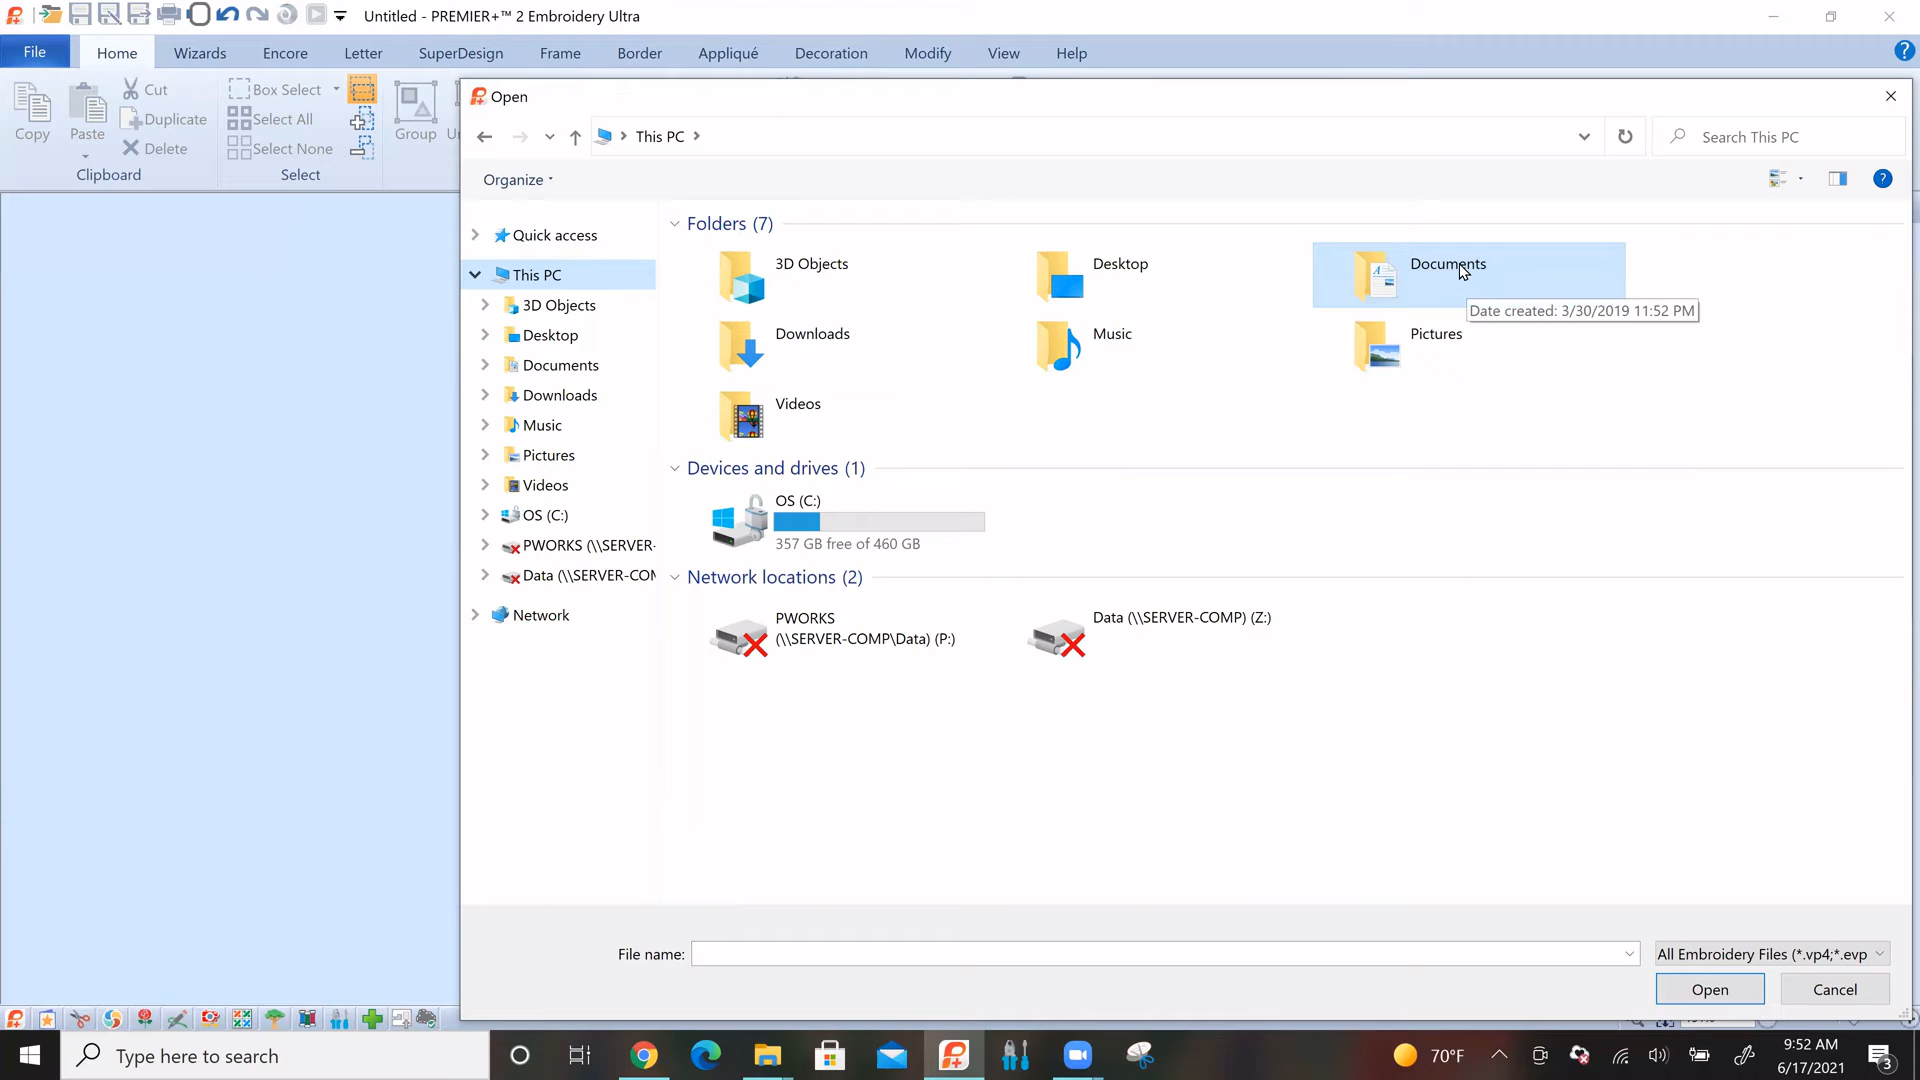 Untitled - PREMIER+™ 2 Embroidery Ultra
File Home Wizards Encore Letter SuperDesign Frame Border Appliqué Decoration Modify View Help
Copy
Paste
Cut
Duplicate
Delete
Clipboard
Box Select
Select All
Select None
Select
Group
Open
This PC
Search This PC
Organize
Quick access
This PC
3D Objects
Desktop
Documents
Downloads
Music
Pictures
Videos
OS (C:)
PWORKS (\\SERVER-
Data (\\SERVER-COM
Network
Folders (7)
3D Objects
Desktop
Documents
Date created: 3/30/2019 11:52 PM
Downloads
Music
Pictures
Videos
Devices and drives (1)
OS (C:)
357 GB free of 460 GB
Network locations (2)
PWORKS
(\\SERVER-COMP\Data) (P:)
Data (\\SERVER-COMP) (Z:)
File name:
All Embroidery Files (*.vp4;*.evp
Open
Cancel
Type here to search
70°F
9:52 AM
6/17/2021
3